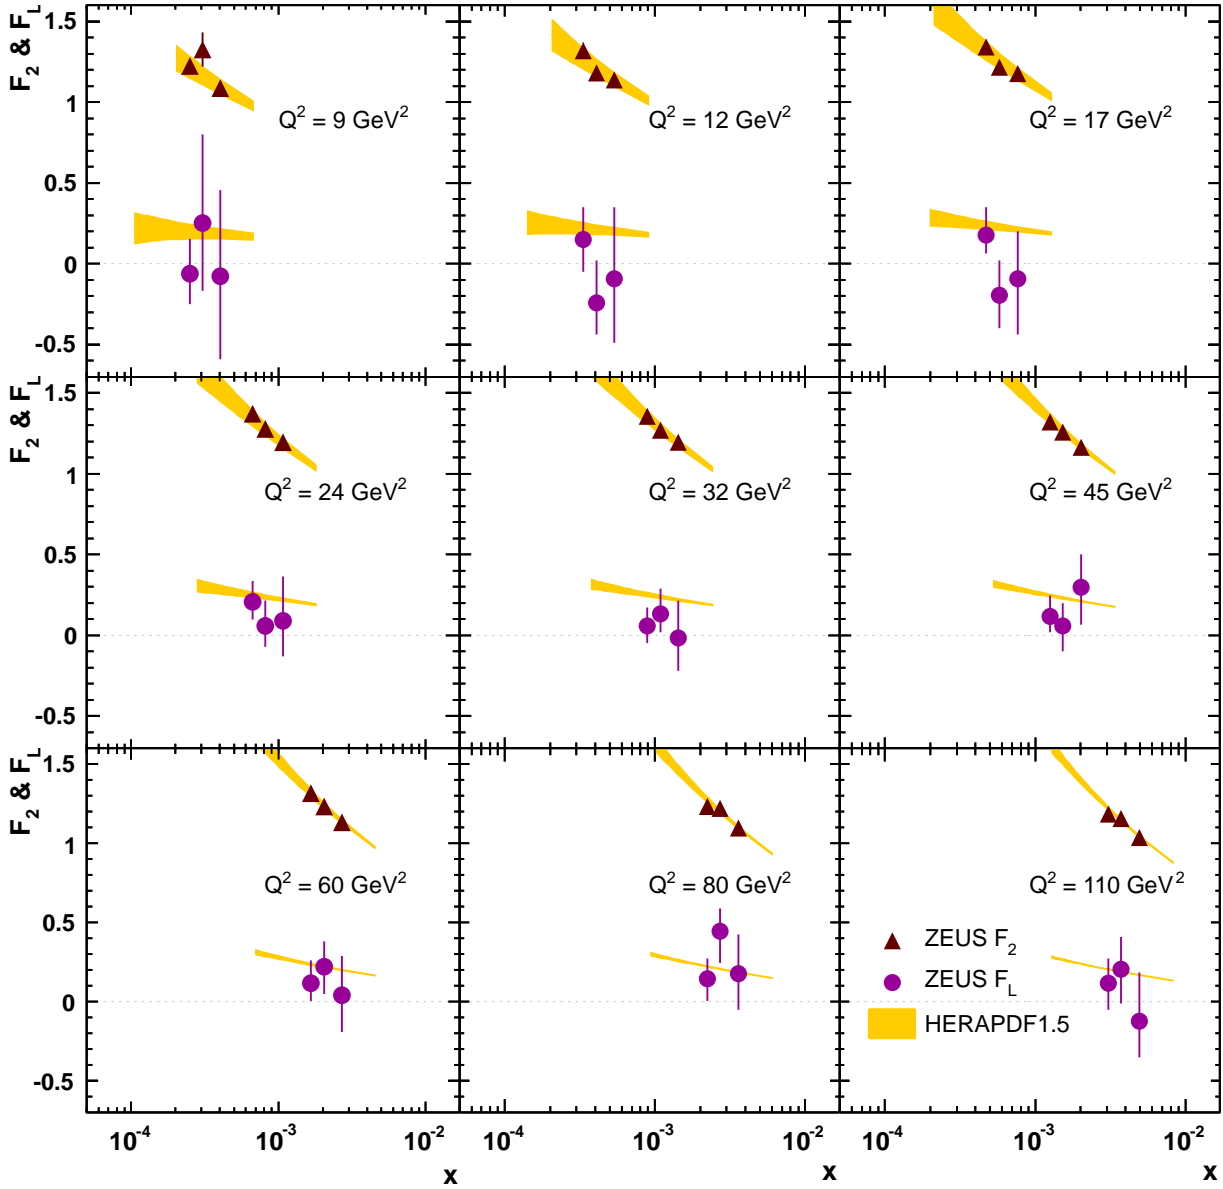 F2 & FL
1.5
1
0.5
0
-0.5
Q2 = 9 GeV2
Q2 = 12 GeV2
Q2 = 17 GeV2
F2 & FL
1.5
1
0.5
0
-0.5
Q2 = 24 GeV2
Q2 = 32 GeV2
Q2 = 45 GeV2
F2 & FL
1.5
1
0.5
0
-0.5
Q2 = 60 GeV2
Q2 = 80 GeV2
Q2 = 110 GeV2
ZEUS F2
ZEUS FL
HERAPDF1.5
10-4 10-3 10-2
10-4 10-3
10-4 10-3 10-2
x x x